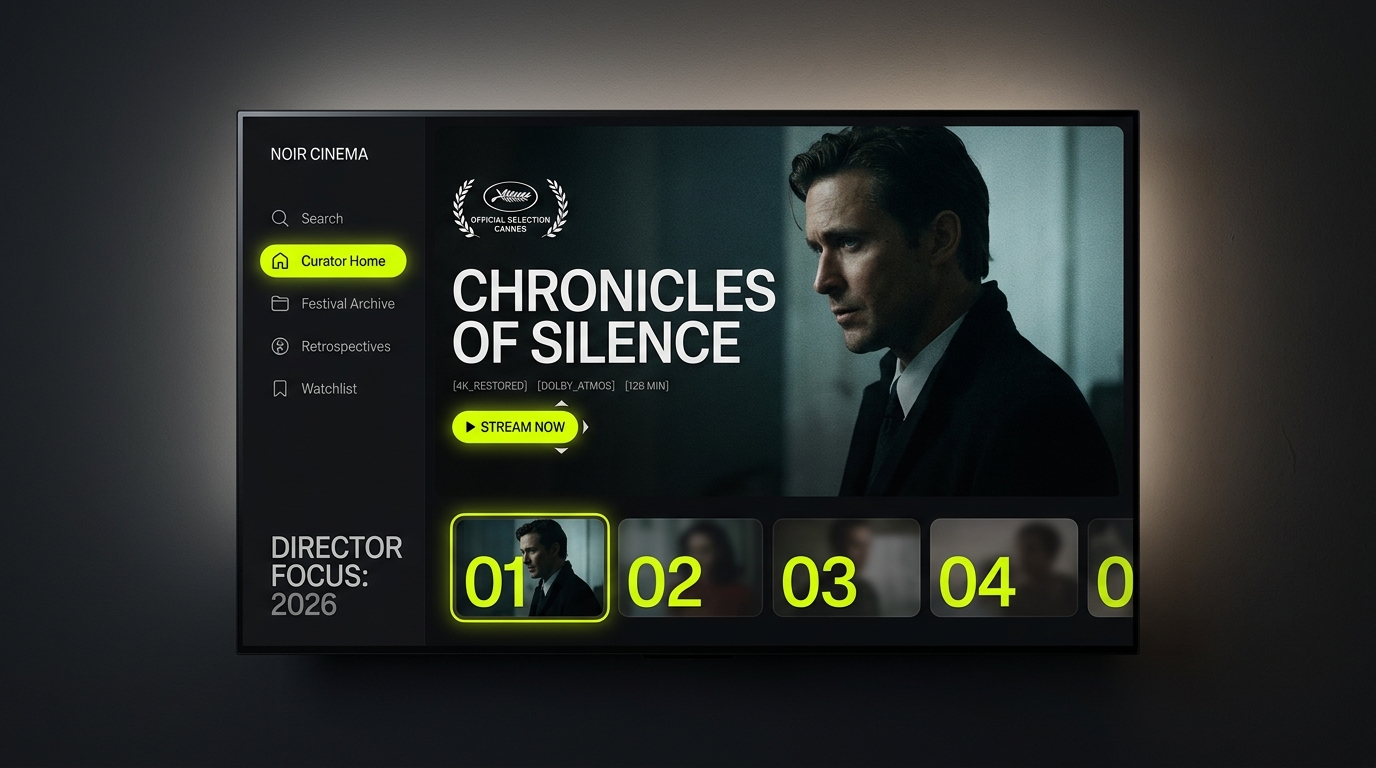 NOIR CINEMA
Search
Curator Home
Festival Archive
Retrospectives
Watchlist
DIRECTOR
FOCUS:
2026
OFFICIAL SELECTION
CANNES
CHRONICLES
OF SILENCE
[4K_RESTORED] [DOLBY_ATMOS] [128 MIN]
STREAM NOW
01
02
03
04
0